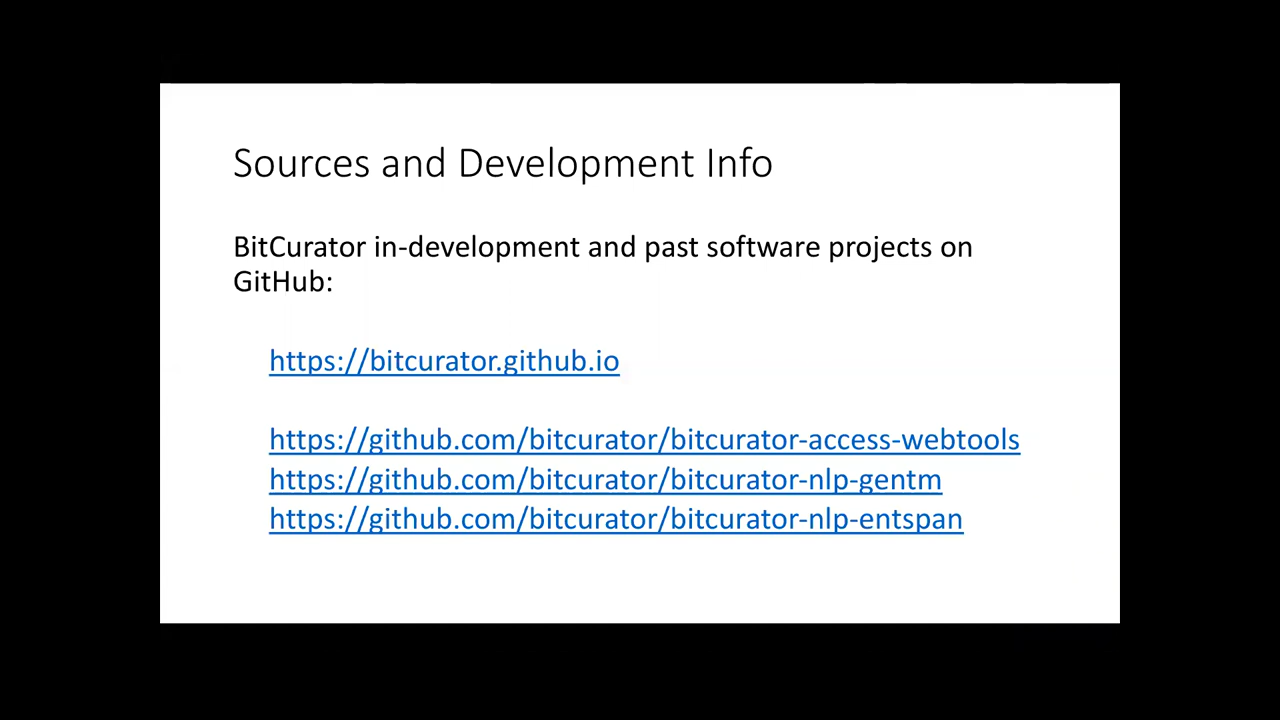 Sources and Development Info
BitCurator in-development and past software projects on
GitHub:
https://bitcurator.github.io
https://github.com/bitcurator/bitcurator-access-webtools
https://github.com/bitcurator/bitcurator-nlp-gentm
https://github.com/bitcurator/bitcurator-nlp-entspan